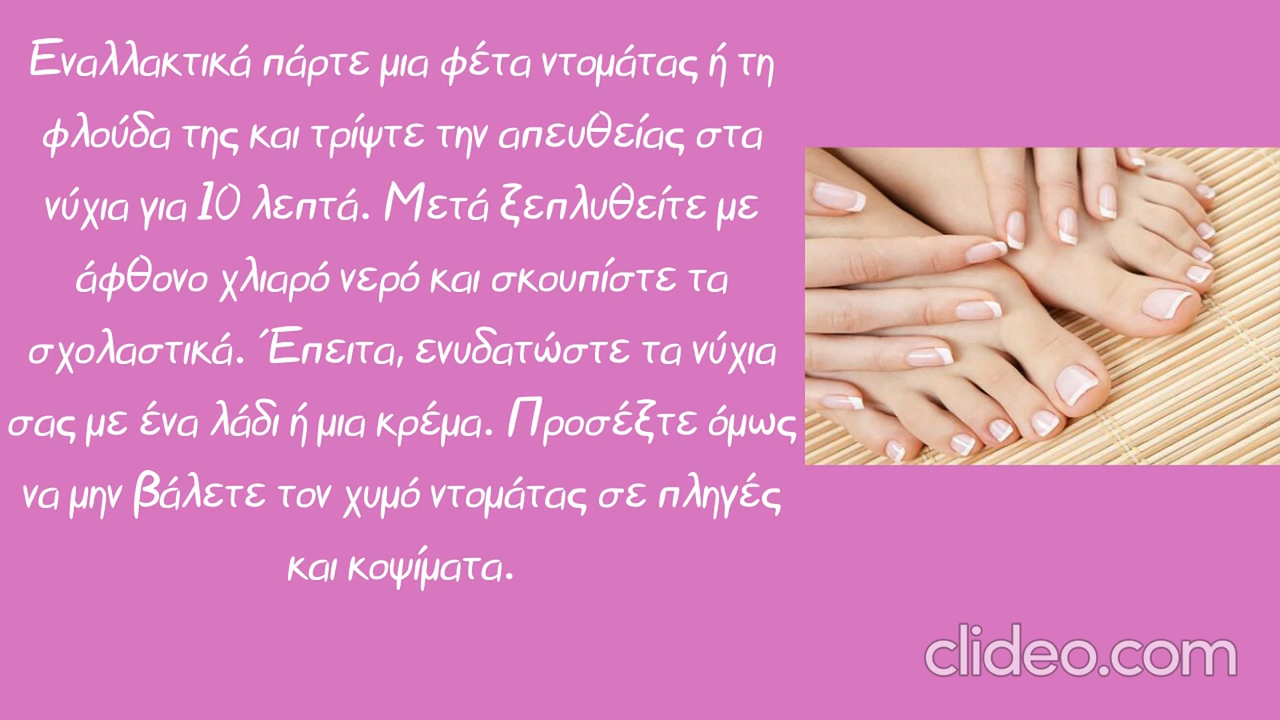 Εναλλακτικά πάρτε μια φέτα ντομάτας ή τη
φλούδα της και τρίψτε την απευθείας στα
νύχια για 10 λεπτά. Μετά ξεπλυθείτε με
άφθονο χλιαρό νερό και σκουπίστε τα
σχολαστικά. Έπειτα, ενυδατώστε τα νύχια
σας με ένα λάδι ή μια κρέμα. Προσέξτε όμως
να μην βάλετε τον χυμό ντομάτας σε πληγές
και κοψίματα.
clideo.com